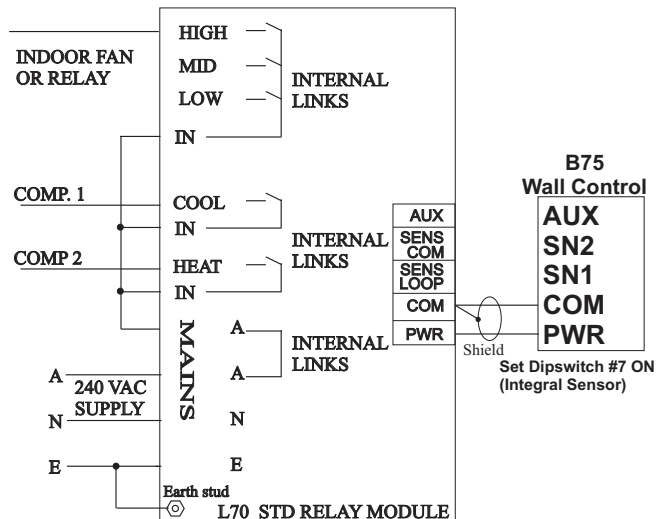 HIGH
INDOOR FAN
OR RELAY
MID
LOW
INTERNAL
LINKS
IN
COMP. 1
COOL
IN
COMP 2
HEAT
IN
INTERNAL
LINKS
MAINS
A
A
N
E
INTERNAL
LINKS
A
N
E
240 VAC
SUPPLY
Earth stud
L70 STD RELAY MODULE
AUX
SENS
COM
SENS
LOOP
COM
PWR
Shield
B75
Wall Control
AUX
SN2
SN1
COM
PWR
Set Dipswitch #7 ON
(Integral Sensor)